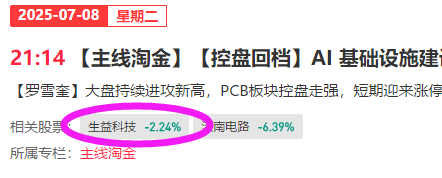 2025-07-08 星期二
21:14 【主线淘金】【控盘回档】AI 基础设施建
【罗雪奎】大盘持续进攻新高，PCB板块控盘走强，短期迎来涨停
相关股票: 生益科技 -2.24% 南电路 -6.39%
所属专栏: 主线淘金